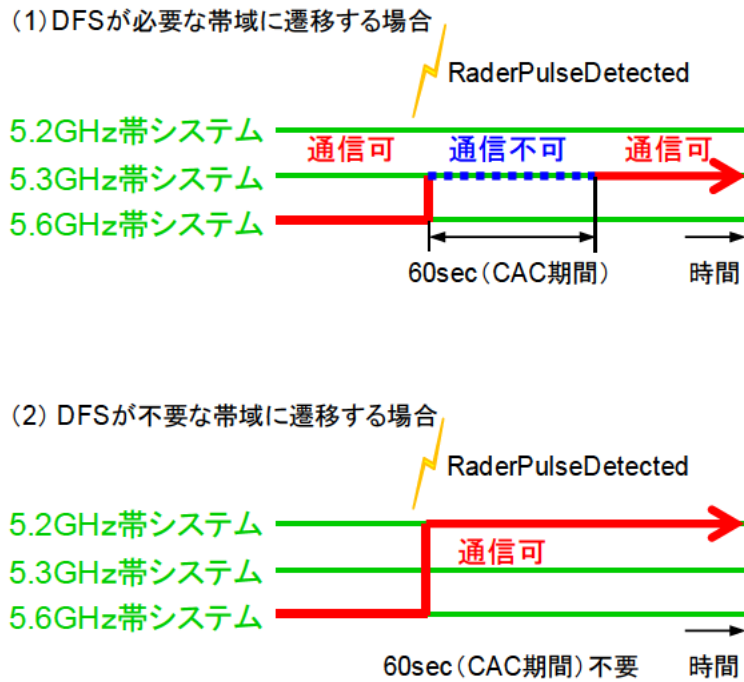 (1)DFSが必要な帯域に遷移する場合
RaderPulseDetected
5.2GHz帯システム
通信可 通信不可 通信可
5.3GHz帯システム
5.6GHz帯システム
60sec(CAC期間) 時間
(2) DFSが不要な帯域に遷移する場合
RaderPulseDetected
5.2GHz帯システム
通信可
5.3GHz帯システム
5.6GHz帯システム
60sec(CAC期間)不要 時間